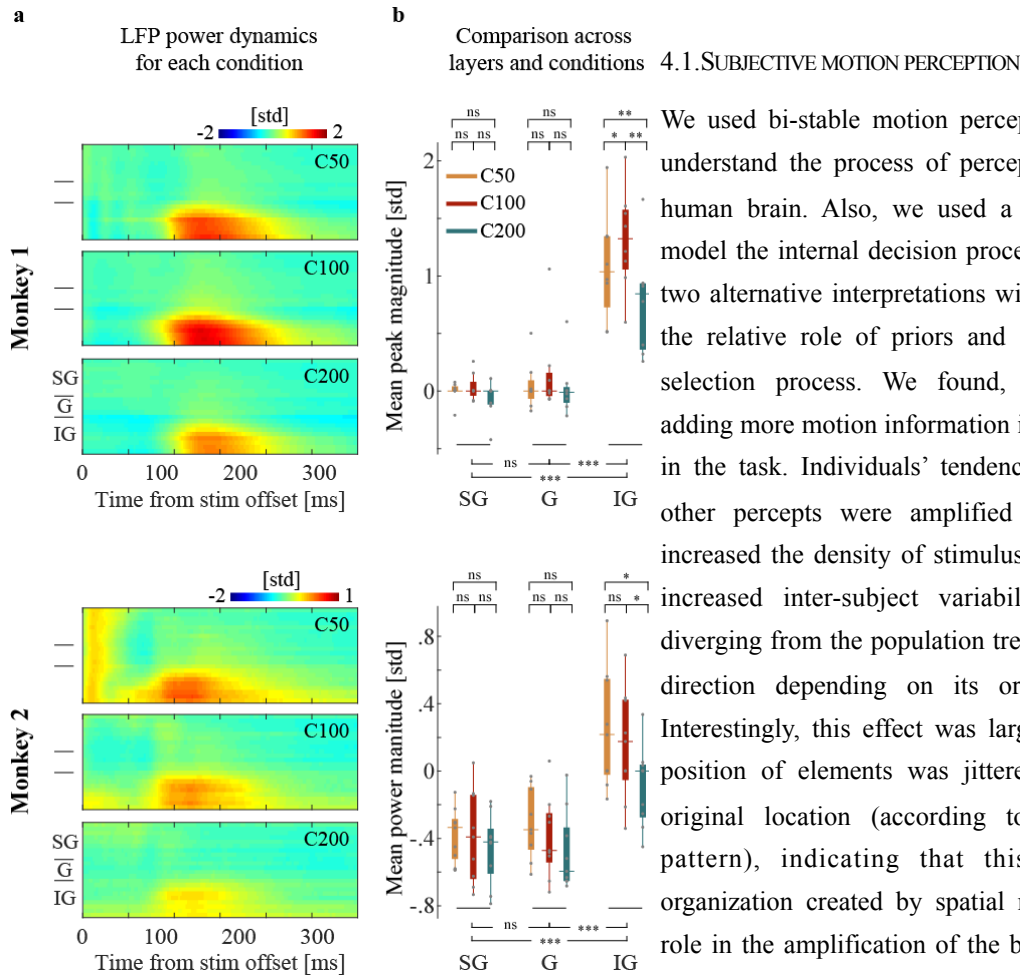 a
LFP power dynamics
for each condition
[std]
-2 2
C50
C100
C200
Monkey 1
SG
G
IG
0 100 200 300
Time from stim offset [ms]
[std]
-2 1
C50
C100
C200
Monkey 2
SG
G
IG
0 100 200 300
Time from stim offset [ms]
b
Comparison across
layers and conditions
ns ns **
ns ns ns ns * **
C50
C100
C200
2
1
0
Mean peak magnitude [std]
ns ***
***
SG G IG
ns ns *
ns ns ns ns ns *
.8
.4
0
-.4
-.8
Mean power manitude [std]
ns ***
***
SG G IG
4.1.SUBJECTIVE MOTION PERCEPTION
We used bi-stable motion percep
understand the process of percep
human brain. Also, we used a
model the internal decision proce
two alternative interpretations wi
the relative role of priors and
selection process. We found,
adding more motion information i
in the task. Individuals’ tendenc
other percepts were amplified
increased the density of stimulus
increased inter-subject variabil
diverging from the population tre
direction depending on its or
Interestingly, this effect was larg
position of elements was jittere
original location (according to
pattern), indicating that this
organization created by spatial r
role in the amplification of the b